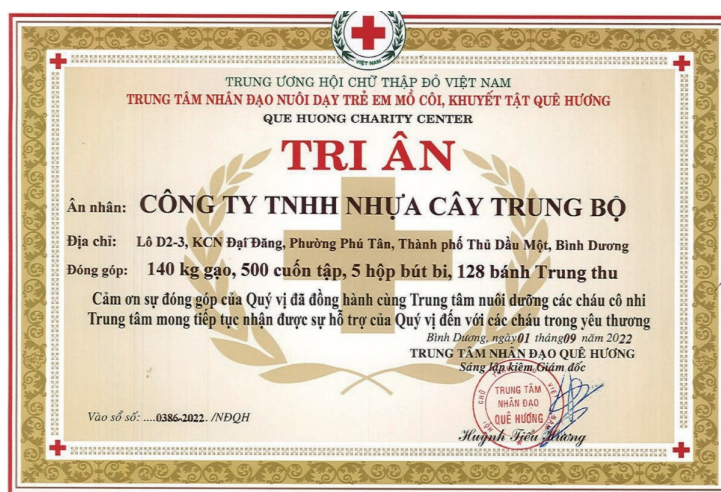 VIỆT NAM
TRUNG ƯƠNG HỘI CHỮ THẬP ĐỎ VIỆT NAM
TRUNG TÂM NHÂN ĐẠO NUÔI DẠY TRẺ EM MỒ CÔI, KHUYẾT TẬT QUÊ HƯƠNG
QUE HUONG CHARITY CENTER
TRI ÂN
Ân nhân: CÔNG TY TNHH NHỰA CÂY TRUNG BỘ
Địa chỉ: Lô D2-3, KCN Đại Đăng, Phường Phú Tân, Thành phố Thủ Dầu Một, Bình Dương
Đóng góp: 140 kg gạo, 500 cuốn tập, 5 hộp bút bi, 128 bánh Trung thu
Cảm ơn sự đóng góp của Quý vị đã đồng hành cùng Trung tâm nuôi dưỡng các cháu cô nhi
Trung tâm mong tiếp tục nhận được sự hỗ trợ của Quý vị đến với các cháu trong yêu thương
Bình Dương, ngày 01 tháng 09 năm 2022
TRUNG TÂM NHÂN ĐẠO QUÊ HƯƠNG
Sáng lập kiêm Giám đốc
TRUNG TÂM
NHÂN ĐẠO
QUÊ HƯƠNG
Vào sổ số: ....0386-2022. /NĐQH
Huỳnh Tiểu Hương